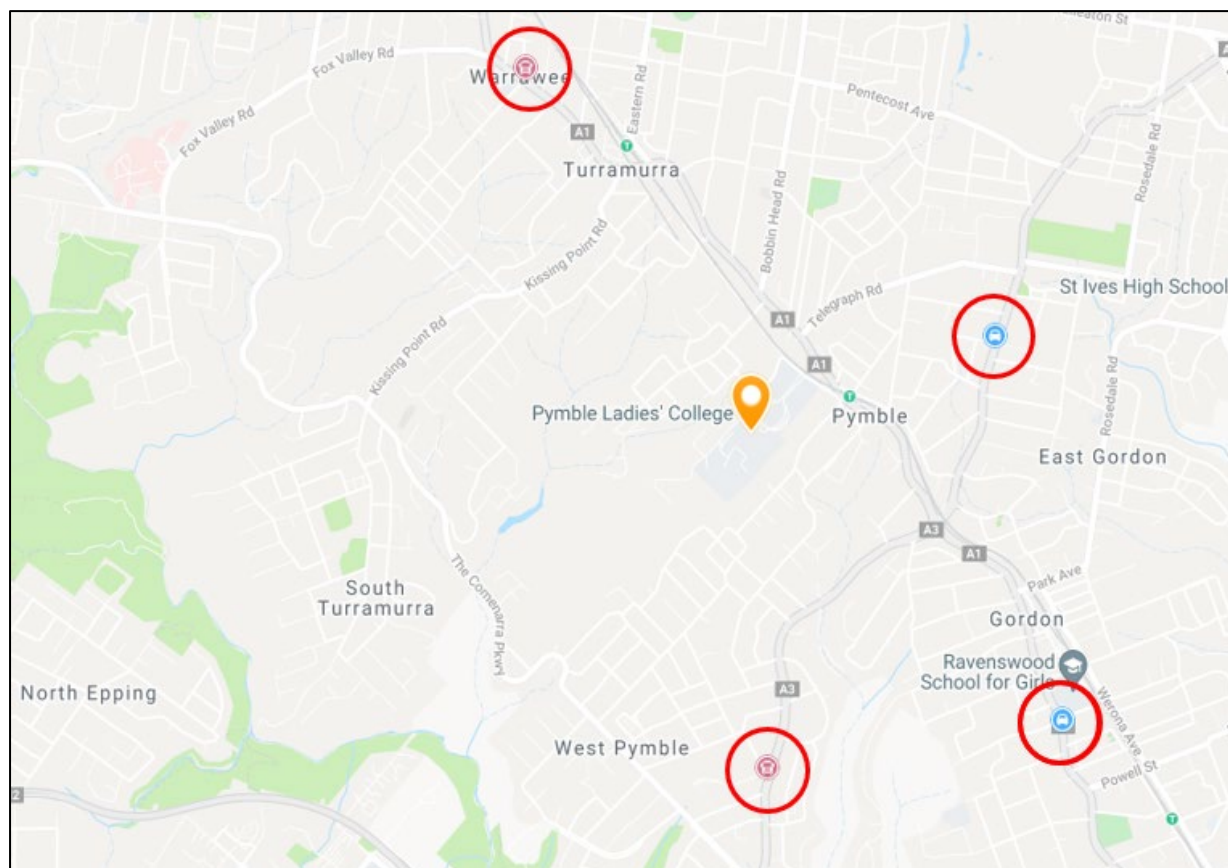 Fox Valley Rd
Warrawee
Eastern Rd
Pentecost Ave
A1
Fox Valley Rd
Turramurra
Rosedale Rd
Bobbin Head Rd
Kissing Point Rd
Telegraph Rd
St Ives High School
A1
Kissing Point Rd
A1
Pymble Ladies' College
Pymble
Rosedale Rd
East Gordon
A3
A1
The Comenarra Pkwy
South
Turramurra
Park Ave
Gordon
Ravenswood
School for Girls
North Epping
A3
Werona Ave
West Pymble
Powell St
2